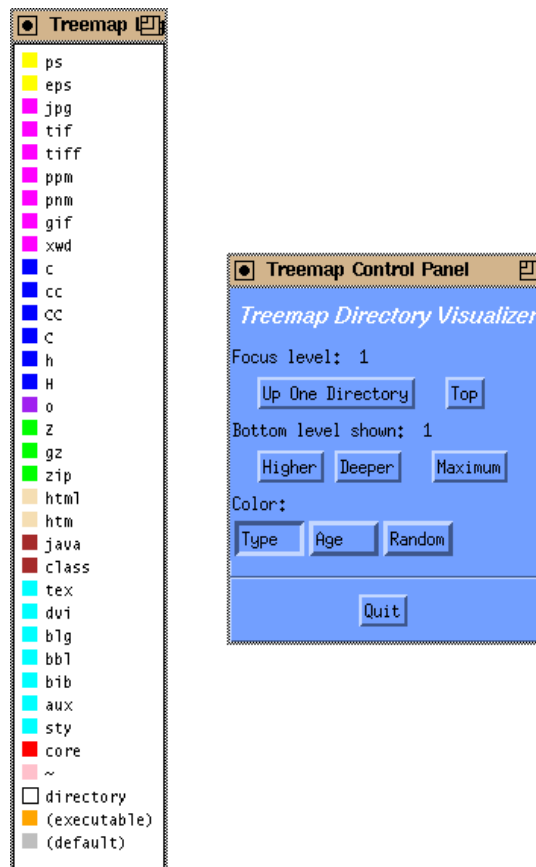 Treemap
ps
eps
jpg
tif
tiff
ppm
pnm
gif
xwd
c
cc
CC
C
h
H
o
z
gz
zip
html
htm
java
class
tex
dvi
blg
bbl
bib
aux
sty
core
~
directory
(executable)
(default)
Treemap Control Panel
Treemap Directory Visualizer
Focus level: 1
Up One Directory Top
Bottom level shown: 1
Higher Deeper Maximum
Color:
Type Age Random
Quit